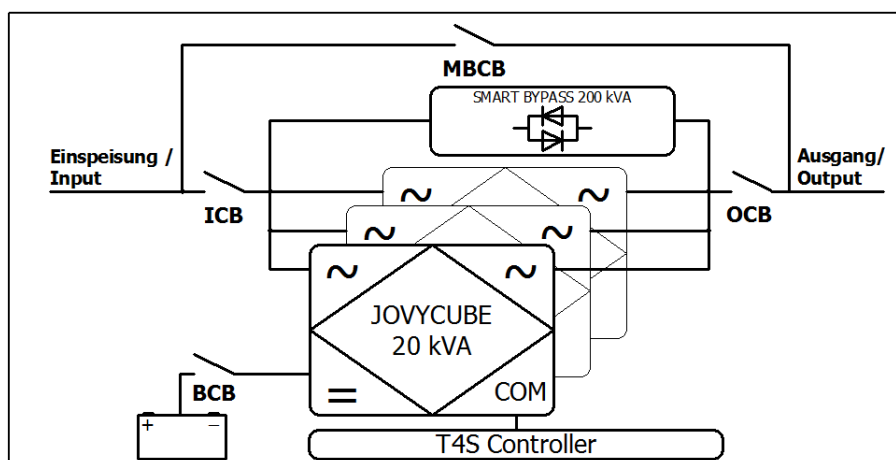 MBCB
SMART BYPASS 200 kVA
Einspeisung /
Input
Ausgang/
Output
ICB
OCB
~ ~
~ ~
~ ~
JOVYCUBE
20 kVA
= COM
BCB
+ −
T4S Controller